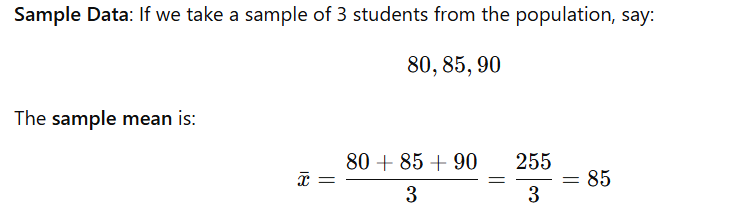 Sample Data: If we take a sample of 3 students from the population, say:
80, 85, 90
The sample mean is:
x̄ = (80 + 85 + 90) / 3 = 255 / 3 = 85